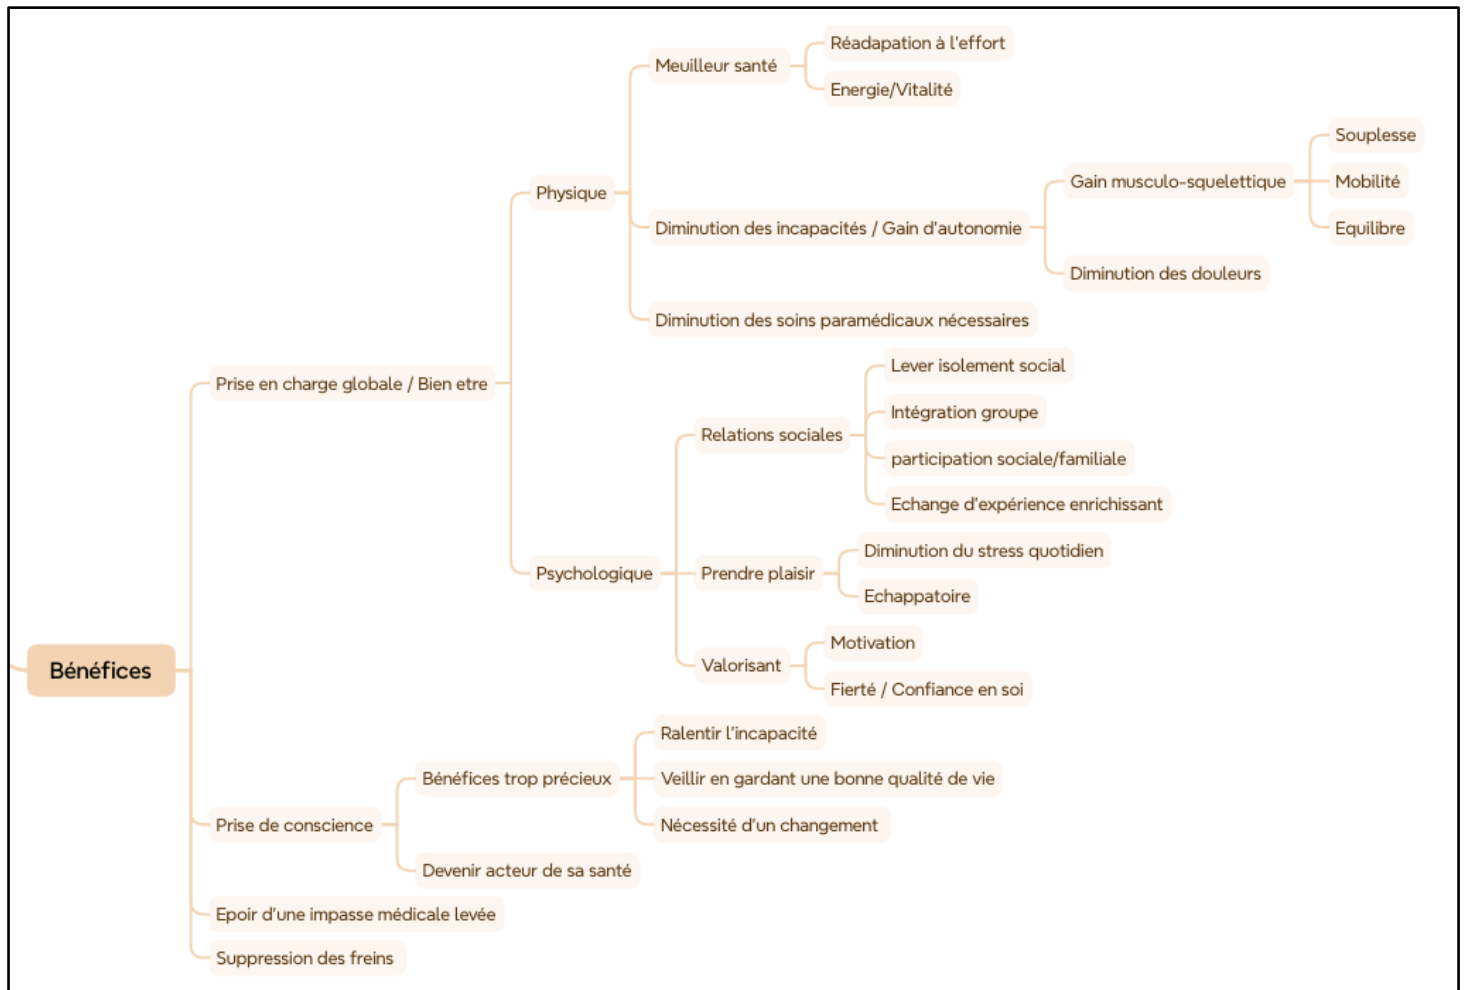 Réadapation à l'effort
Meuilleur santé
Energie/Vitalité
Souplesse
Gain musculo-squelettique
Mobilité
Physique
Diminution des incapacités / Gain d'autonomie
Equilibre
Diminution des douleurs
Diminution des soins paramédicaux nécessaires
Lever isolement social
Prise en charge globale / Bien etre
Intégration groupe
Relations sociales
participation sociale/familiale
Echange d'expérience enrichissant
Diminution du stress quotidien
Psychologique
Prendre plaisir
Echappatoire
Motivation
Valorisant
Bénéfices
Fierté / Confiance en soi
Ralentir l'incapacité
Bénéfices trop précieux
Veillir en gardant une bonne qualité de vie
Prise de conscience
Nécessité d'un changement
Devenir acteur de sa santé
Epoir d'une impasse médicale levée
Suppression des freins